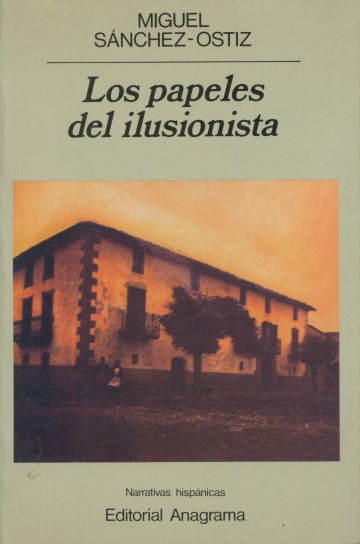 MIGUEL
SÁNCHEZ-OSTIZ
Los papeles
del ilusionista
Narrativas hispánicas
Editorial Anagrama